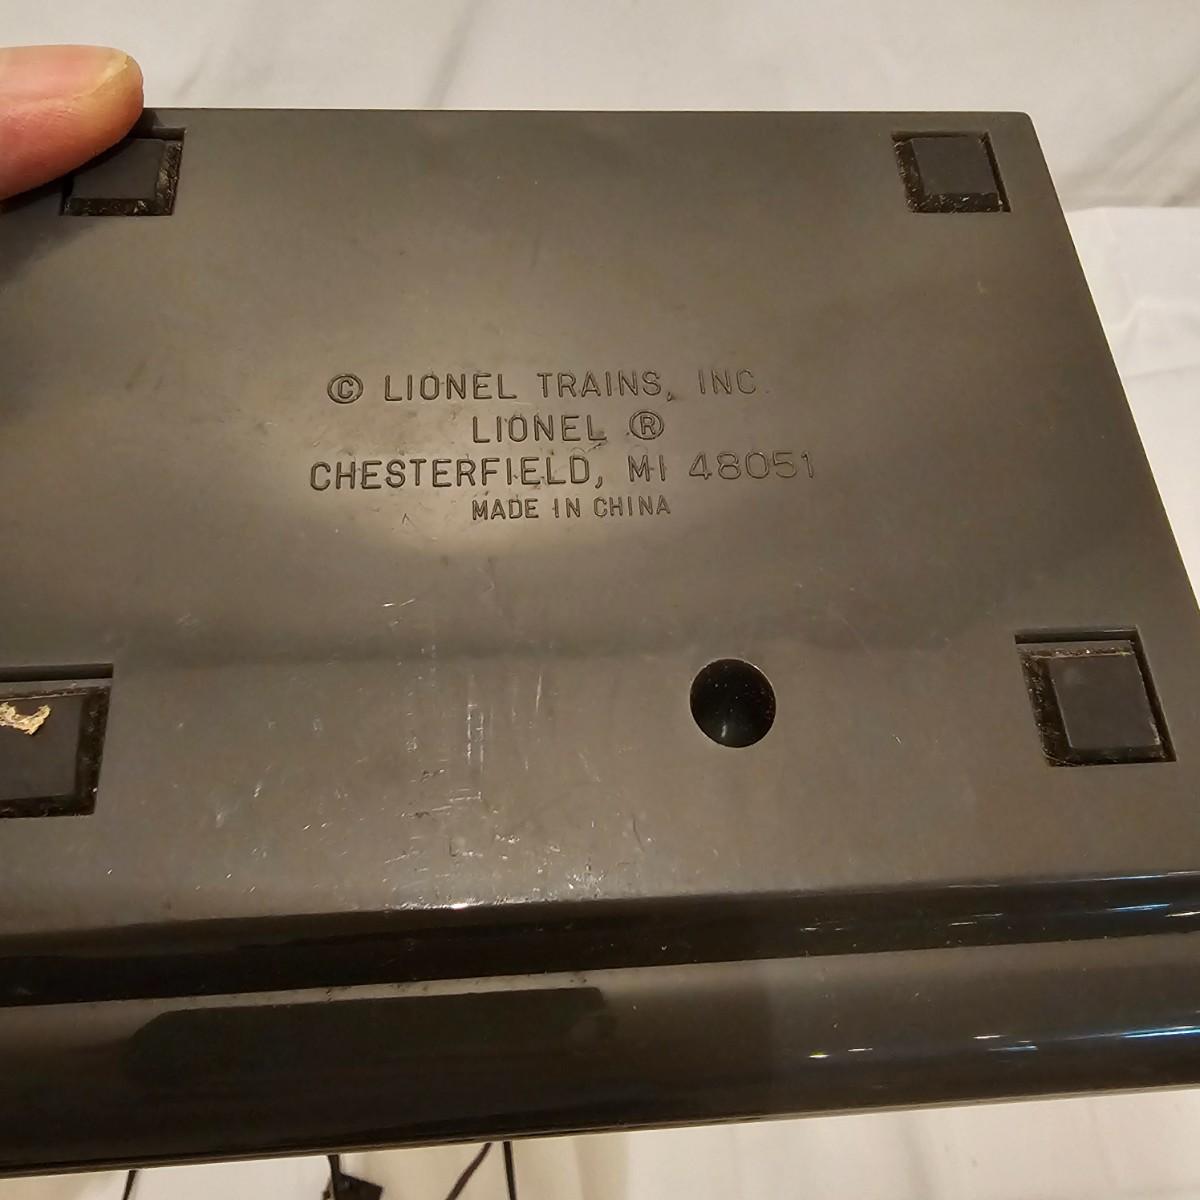 © LIONEL TRAINS, INC.
LIONEL ®
CHESTERFIELD, MI 48051
MADE IN CHINA